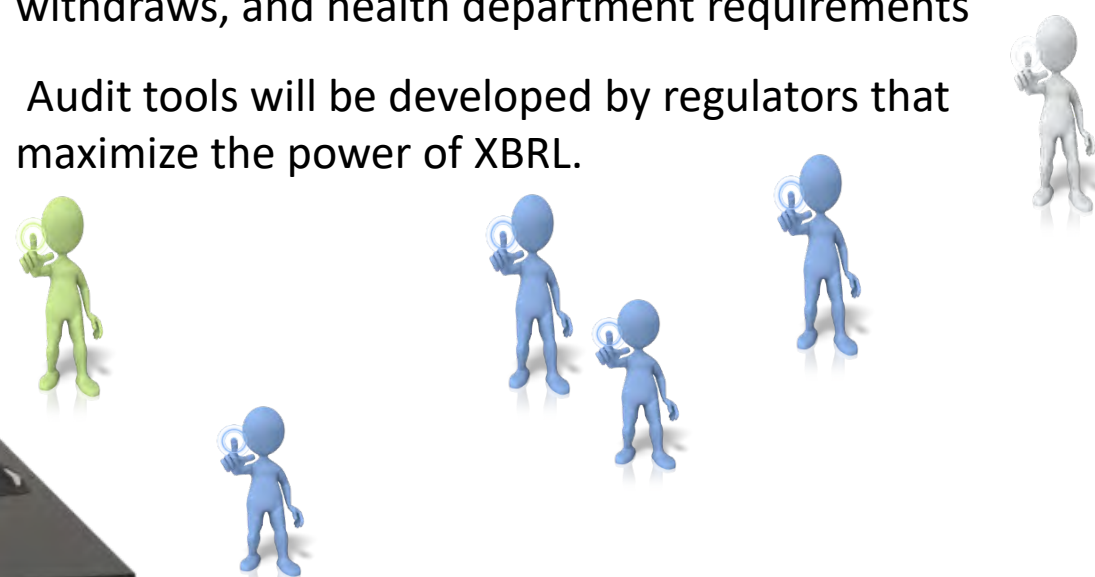 withdraws, and health department requirements
Audit tools will be developed by regulators that
maximize the power of XBRL.